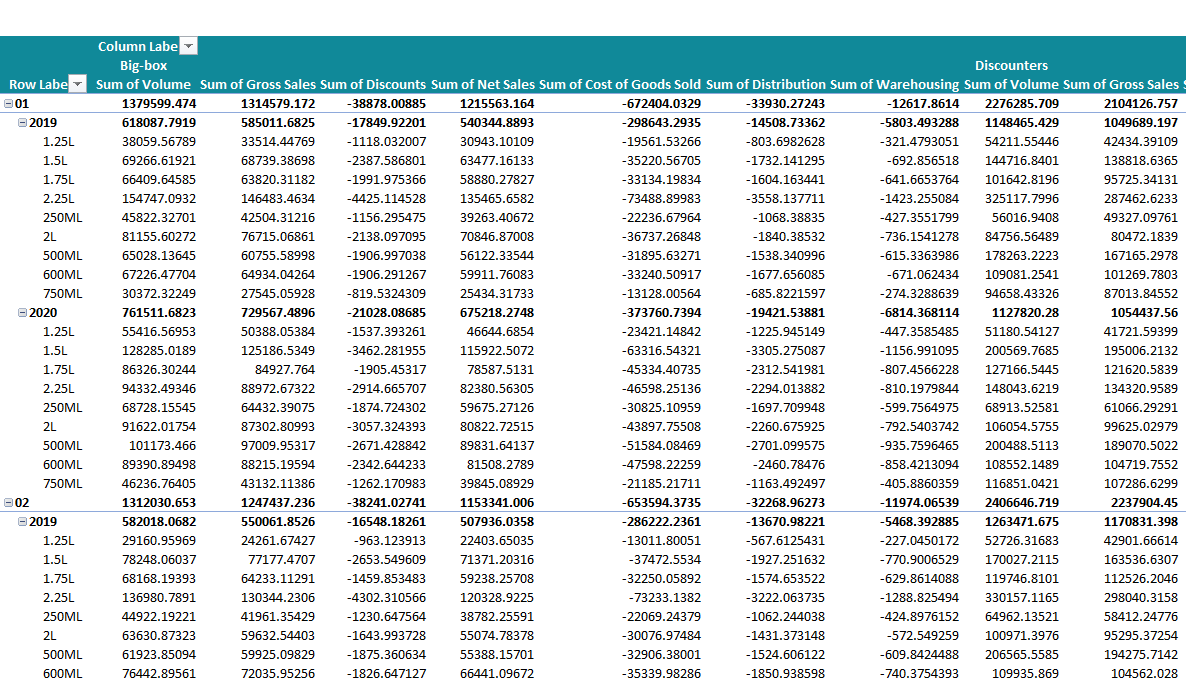 Column Labe
Big-box Discounters
Row Labe Sum of Volume Sum of Gross Sales Sum of Discounts Sum of Net Sales Sum of Cost of Goods Sold Sum of Distribution Sum of Warehousing Sum of Volume Sum of Gross Sales S
01 1379599.474 1314579.172 -38878.00885 1215563.164 -672404.0329 -33930.27243 -12617.8614 2276285.709 2104126.757
2019 618087.7919 585011.6825 -17849.92201 540344.8893 -298643.2935 -14508.73362 -5803.493288 1148465.429 1049689.197
1.25L 38059.56789 33514.44769 -1118.032007 30943.10109 -19561.53266 -803.6982628 -321.4793051 54211.55446 42434.39109
1.5L 69266.61921 68739.38698 -2387.586801 63477.16133 -35220.56705 -1732.141295 -692.856518 144716.8401 138818.6365
1.75L 66409.64585 63820.31182 -1991.975366 58880.27827 -33134.19834 -1604.163441 -641.6653764 101642.8196 95725.34131
2.25L 154747.0932 146483.4634 -4425.114528 135465.6582 -73488.89983 -3558.137711 -1423.255084 325117.7996 287462.6233
250ML 45822.32701 42504.31216 -1156.295475 39263.40672 -22236.67964 -1068.38835 -427.3551799 56016.9408 49327.09761
2L 81155.60272 76715.06861 -2138.097095 70846.87008 -36737.26848 -1840.38532 -736.1541278 84756.56489 80472.1839
500ML 65028.13645 60755.58998 -1906.997038 56122.33544 -31895.63271 -1538.340996 -615.3363986 178263.2223 167165.2978
600ML 67226.47704 64934.04264 -1906.291267 59911.76083 -33240.50917 -1677.656085 -671.062434 109081.2541 101269.7803
750ML 30372.32249 27545.05928 -819.5324309 25434.31733 -13128.00564 -685.8221597 -274.3288639 94658.43326 87013.84552
2020 761511.6823 729567.4896 -21028.08685 675218.2748 -373760.7394 -19421.53881 -6814.368114 1127820.28 1054437.56
1.25L 55416.56953 50388.05384 -1537.393261 46644.6854 -23421.14842 -1225.945149 -447.3585485 51180.54127 41721.59399
1.5L 128285.0189 125186.5349 -3462.281955 115922.5072 -63316.54321 -3305.275087 -1156.991095 200569.7685 195006.2132
1.75L 86326.30244 84927.764 -1905.45317 78587.5131 -45334.40735 -2312.541981 -807.4566228 127166.5445 121620.5839
2.25L 94332.49346 88972.67322 -2914.665707 82380.56305 -46598.25136 -2294.013882 -810.1979844 148043.6219 134320.9589
250ML 68728.15545 64432.39075 -1874.724302 59675.27126 -30825.10959 -1697.709948 -599.7564975 68913.52581 61066.29291
2L 91622.01754 87302.80993 -3057.324393 80822.72515 -43897.75508 -2260.675925 -792.5403742 106054.5755 99625.02979
500ML 101173.466 97009.95317 -2671.428842 89831.64137 -51584.08469 -2701.099575 -935.7596465 200488.5113 189070.5022
600ML 89390.89498 88215.19594 -2342.644233 81508.2789 -47598.22259 -2460.78476 -858.4213094 108552.1489 104719.7552
750ML 46236.76405 43132.11386 -1262.170983 39845.08929 -21185.21711 -1163.492497 -405.8860359 116851.0421 107286.6299
02 1312030.653 1247437.236 -38241.02741 1153341.006 -653594.3735 -32268.96273 -11974.06539 2406646.719 2237904.45
2019 582018.0682 550061.8526 -16548.18261 507936.0358 -286222.2361 -13670.98221 -5468.392885 1263471.675 1170831.398
1.25L 29160.95969 24261.67427 -963.123913 22403.65035 -13011.80051 -567.6125431 -227.0450172 52726.31683 42901.66614
1.5L 78248.06037 77177.4707 -2653.549609 71371.20316 -37472.5534 -1927.251632 -770.9006529 170027.2115 163536.6307
1.75L 68168.19393 64233.11291 -1459.853483 59238.25708 -32250.05892 -1574.653522 -629.8614088 119746.8101 112526.2046
2.25L 136980.7891 130344.2306 -4302.310566 120328.9225 -73233.1382 -3222.063735 -1288.825494 330157.1165 298040.3158
250ML 44922.19221 41961.35429 -1230.647564 38782.25591 -22069.24379 -1062.244038 -424.8976152 64962.13521 58412.24776
2L 63630.87323 59632.54403 -1643.993728 55074.78378 -30076.97484 -1431.373148 -572.549259 100971.3976 95295.37254
500ML 61923.85094 59925.09829 -1875.360634 55388.15701 -32906.38001 -1524.606122 -609.8424488 206565.5585 194275.7142
600ML 76442.89561 72035.95256 -1826.647127 66441.09672 -35339.98286 -1850.938598 -740.3754393 109935.869 104562.028